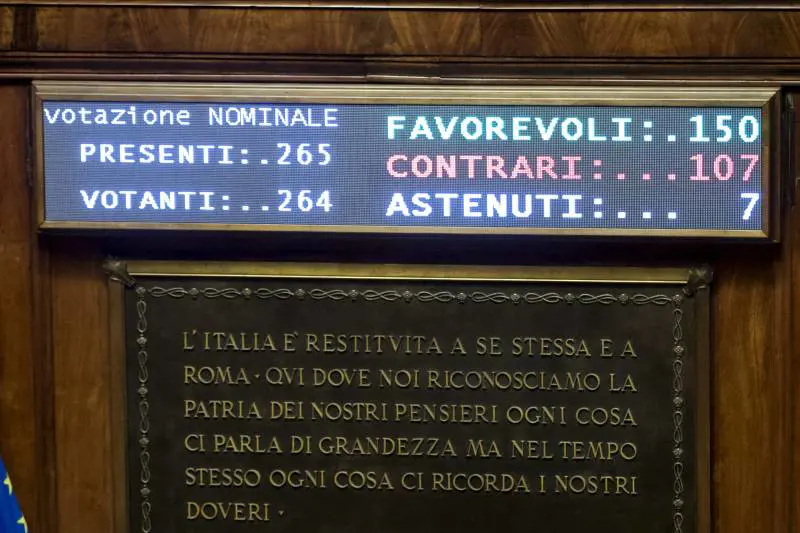 votazione NOMINALE
PRESENTI:.265
VOTANTI:..264
FAVOREVOLI:.150
CONTRARI:...107
ASTENUTI:... 7
L'ITALIA E' RESTITVITA A SE STESSA E A
ROMA · QVI DOVE NOI RICONOSCIAMO LA
PATRIA DEI NOSTRI PENSIERI OGNI COSA
CI PARLA DI GRANDEZZA MA NEL TEMPO
STESSO OGNI COSA CI RICORDA I NOSTRI
DOVERI ·